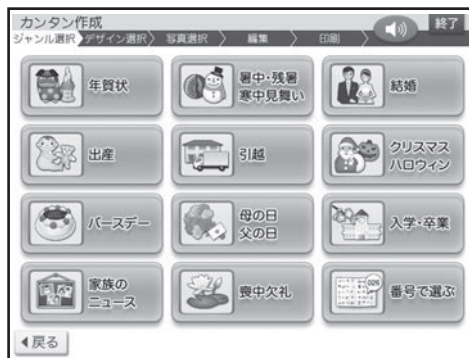 カンタン作成
終了
ジャンル選択 デザイン選択 写真選択 編集 印刷
年賀状
暑中・残暑
寒中見舞い
結婚
出産
引越
クリスマス
ハロウィン
バースデー
母の日
父の日
入学・卒業
家族の
ニュース
喪中欠礼
026
番号で選ぶ
戻る